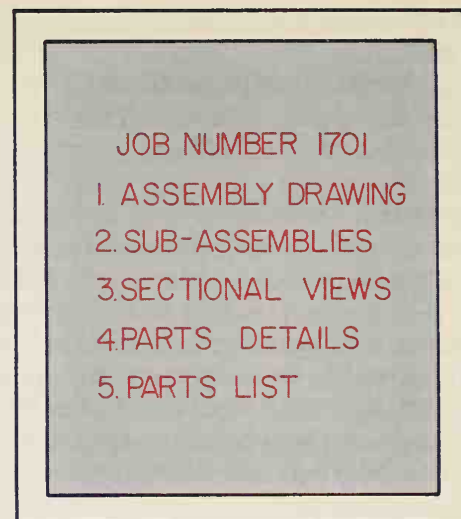 JOB NUMBER 1701
1. ASSEMBLY DRAWING
2. SUB-ASSEMBLIES
3. SECTIONAL VIEWS
4. PARTS DETAILS
5. PARTS LIST